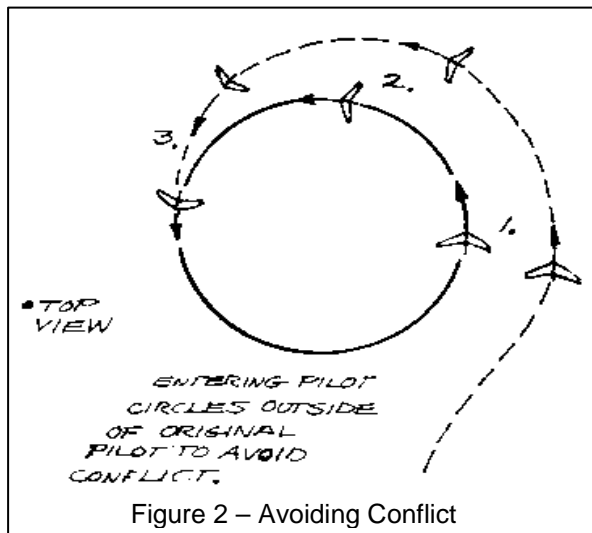 2.
3.
1.
• TOP
VIEW
ENTERING PILOT
CIRCLES OUTSIDE
OF ORIGINAL
PILOT TO AVOID
CONFLICT.
Figure 2 – Avoiding Conflict